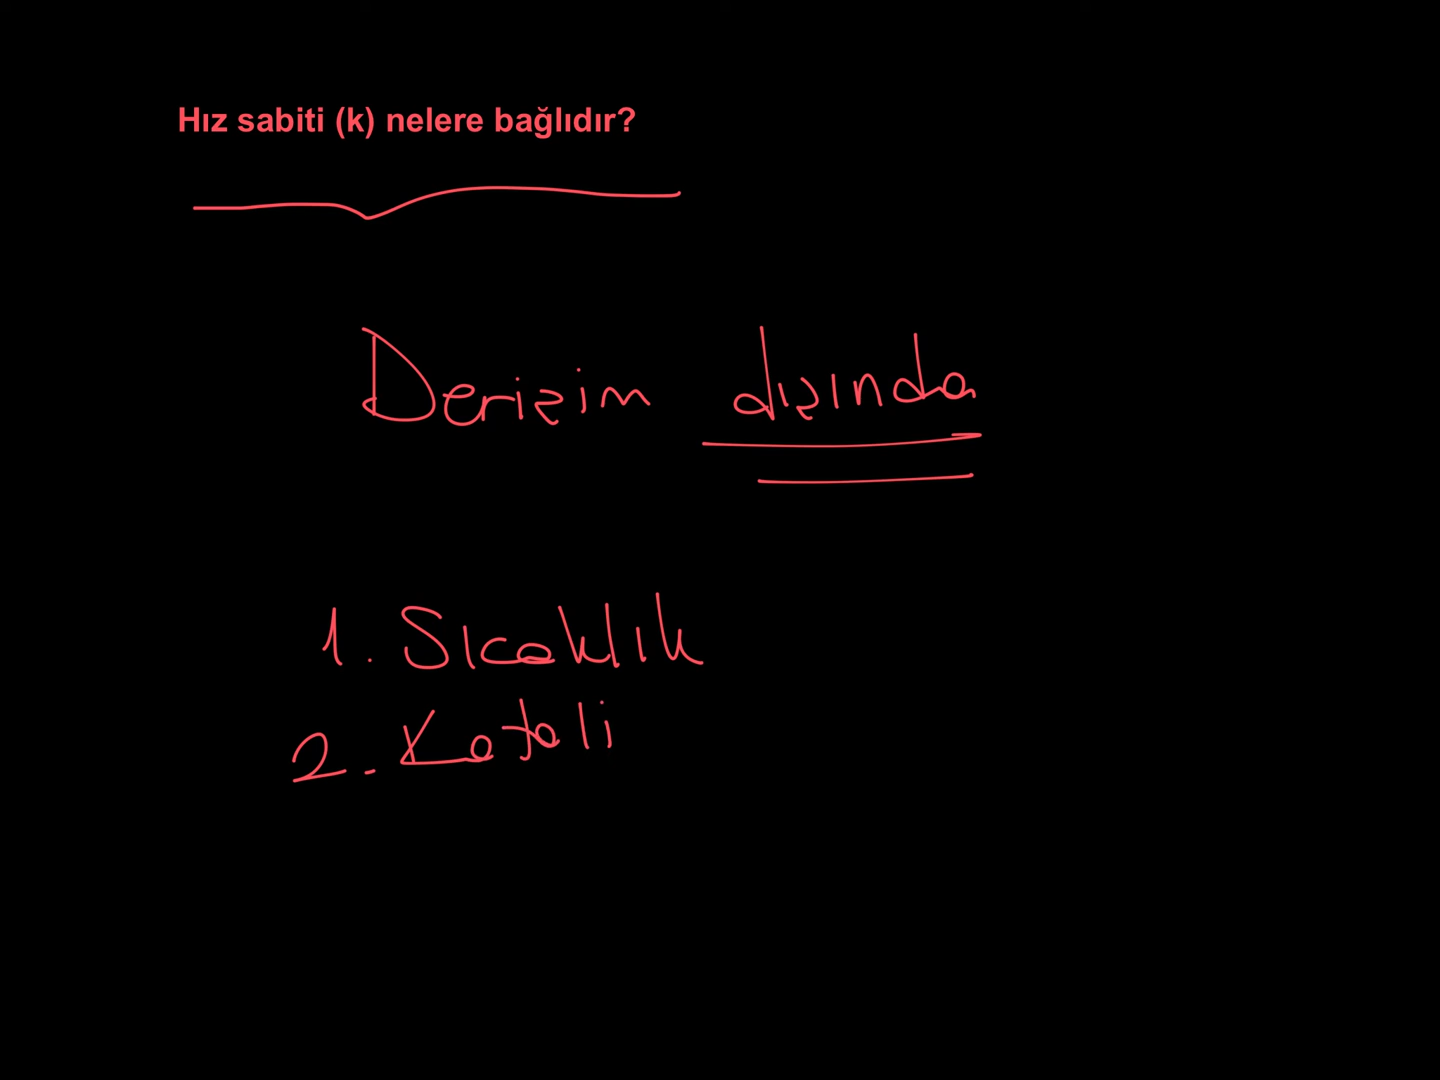 Hız sabiti (k) nelere bağlıdır?
Derişim dışında
1. Sıcaklık
2. Katali